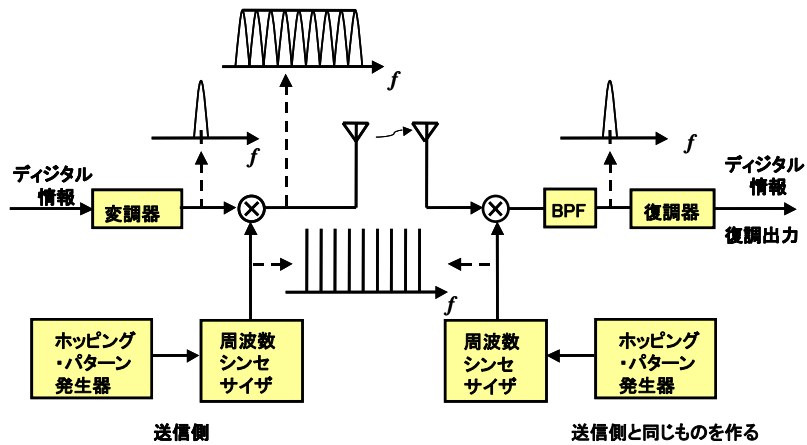 f
f
f
ディジタル
情報
変調器
BPF
復調器
ディジタル
情報
復調出力
f
ホッピング
・パターン
発生器
周波数
シンセ
サイザ
周波数
シンセ
サイザ
ホッピング
・パターン
発生器
送信側
送信側と同じものを作る